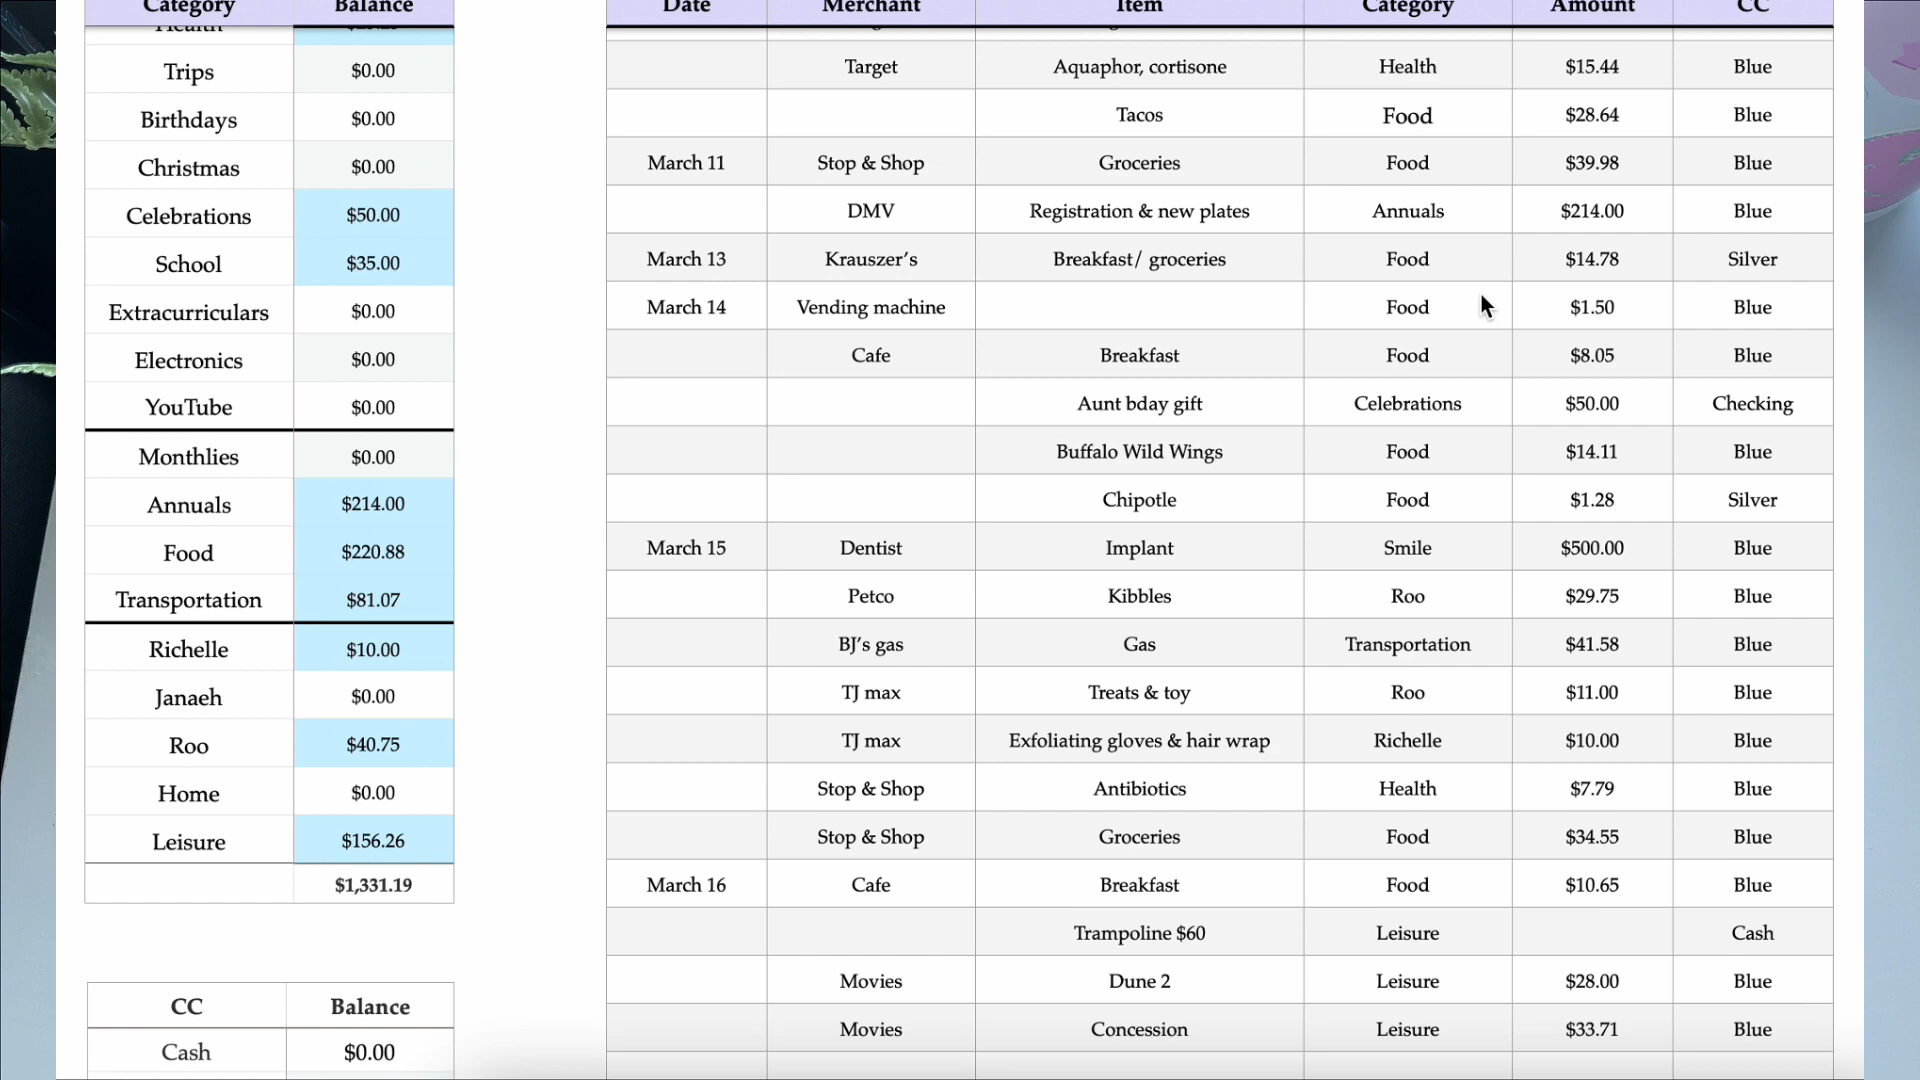 Category Balance
Health
Trips $0.00
Birthdays $0.00
Christmas $0.00
Celebrations $50.00
School $35.00
Extracurriculars $0.00
Electronics $0.00
YouTube $0.00
Monthlies $0.00
Annuals $214.00
Food $220.88
Transportation $81.07
Richelle $10.00
Janaeh $0.00
Roo $40.75
Home $0.00
Leisure $156.26
$1,331.19
CC Balance
Cash $0.00
Date Merchant Item Category Amount CC
Target Aquaphor, cortisone Health $15.44 Blue
Tacos Food $28.64 Blue
March 11 Stop & Shop Groceries Food $39.98 Blue
DMV Registration & new plates Annuals $214.00 Blue
March 13 Krauszer's Breakfast/ groceries Food $14.78 Silver
March 14 Vending machine Food $1.50 Blue
Cafe Breakfast Food $8.05 Blue
Aunt bday gift Celebrations $50.00 Checking
Buffalo Wild Wings Food $14.11 Blue
Chipotle Food $1.28 Silver
March 15 Dentist Implant Smile $500.00 Blue
Petco Kibbles Roo $29.75 Blue
BJ's gas Gas Transportation $41.58 Blue
TJ max Treats & toy Roo $11.00 Blue
TJ max Exfoliating gloves & hair wrap Richelle $10.00 Blue
Stop & Shop Antibiotics Health $7.79 Blue
Stop & Shop Groceries Food $34.55 Blue
March 16 Cafe Breakfast Food $10.65 Blue
Trampoline $60 Leisure Cash
Movies Dune 2 Leisure $28.00 Blue
Movies Concession Leisure $33.71 Blue